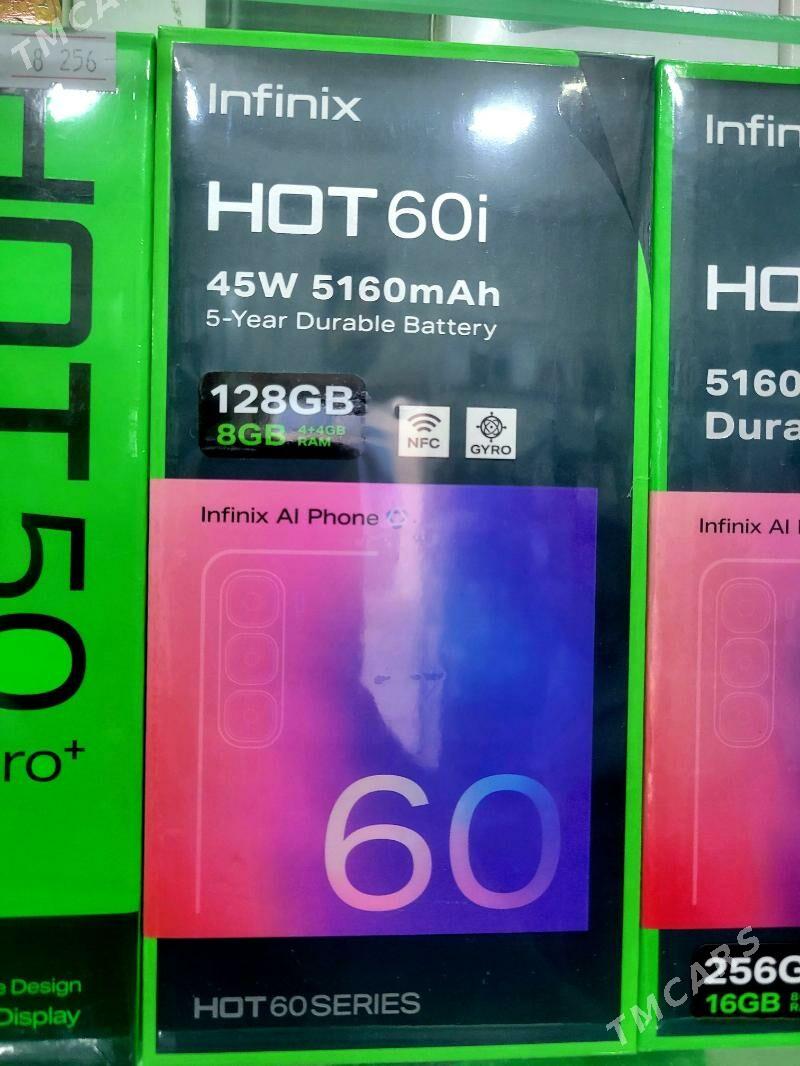 TMCARS
8 256
HOT 50
ro+
e Design
Display
Infinix
HOT 60i
45W 5160mAh
5-Year Durable Battery
128GB
8GB 4+4GB RAM
NFC
GYRO
Infinix AI Phone
60
HOT 60 SERIES
Infin
HO
5160
Dura
Infinix AI
256G
16GB 8
R
TMCARS